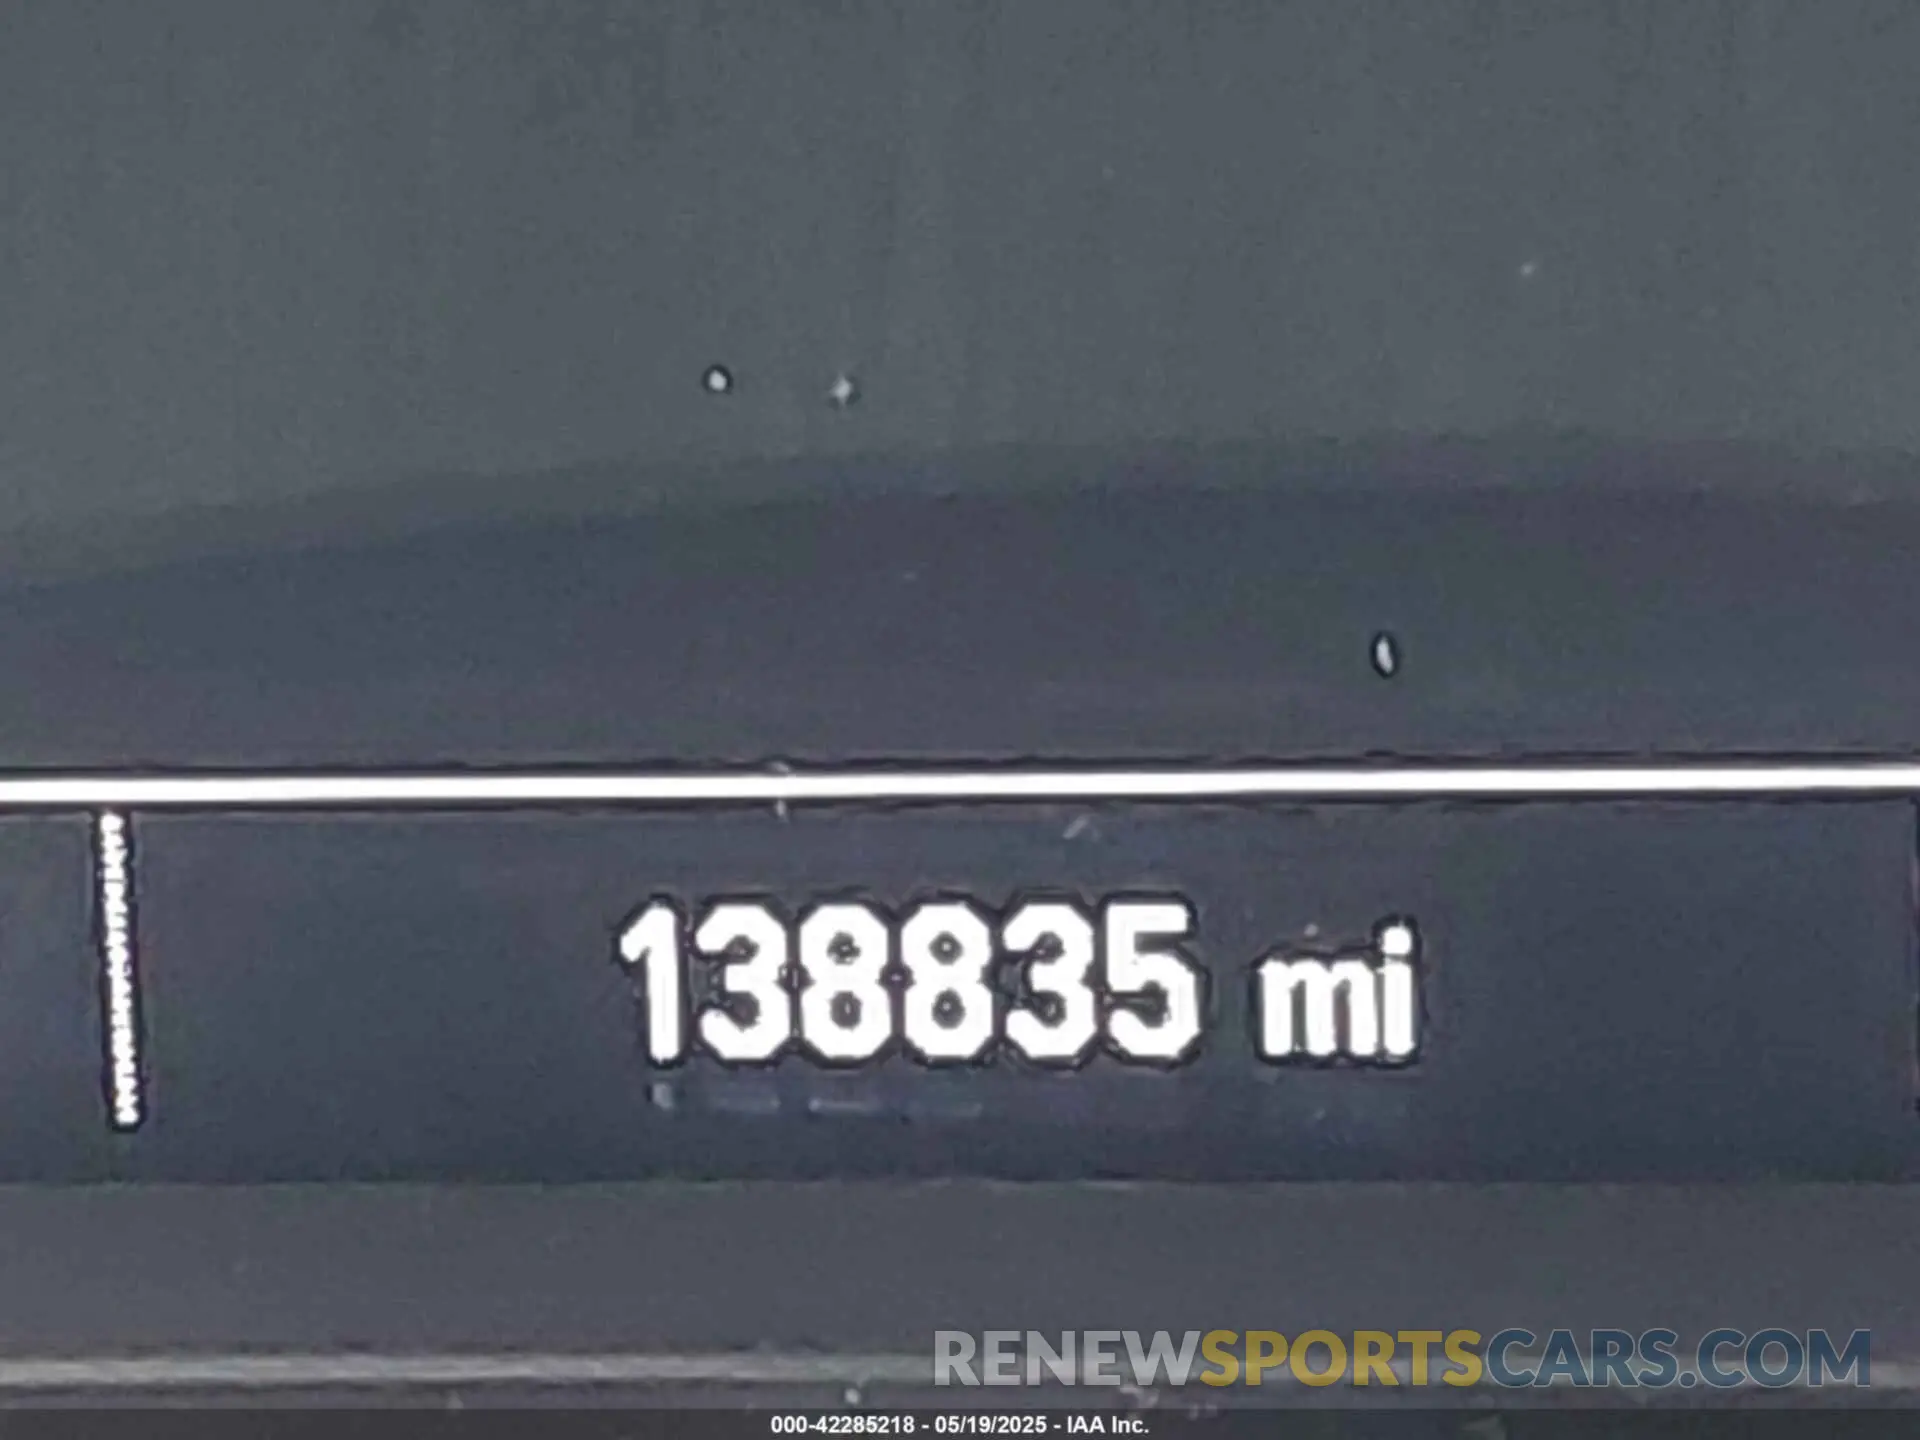 138835 mi
RENEWSPORTSCARS.COM
000-42285218 - 05/19/2025 - IAA Inc.